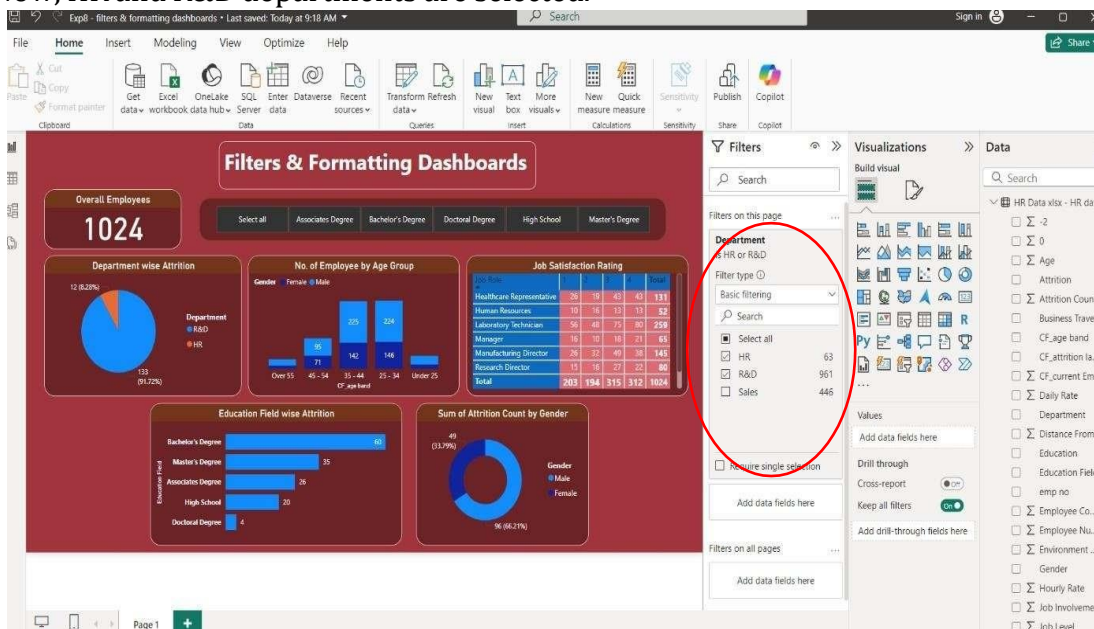 now, HR and R&D departments are selected.
Exp8 - filters & formatting dashboards • Last saved: Today at 9:18 AM
Search
Sign in
File Home Insert Modeling View Optimize Help
Share
Cut
Copy
Format painter
Paste
Get data
Excel workbook
OneLake data hub
SQL Server
Enter data
Dataverse
Recent sources
Transform data
Refresh
New visual
Text box
More visuals
New measure
Quick measure
Sensitivity
Publish
Copilot
Clipboard Data Queries Insert Calculations Sensitivity Share Copilot
Filters & Formatting Dashboards
Overall Employees
1024
Select all Associates Degree Bachelor's Degree Doctoral Degree High School Master's Degree
Department wise Attrition
12 (8.28%)
Department
R&D
HR
133
(91.72%)
No. of Employee by Age Group
Gender Female Male
225 224
95
71 142 146
Over 55 45 - 54 35 - 44 25 - 34 Under 25
CF_age band
Job Satisfaction Rating
Job Role 1 2 3 4 Total
Healthcare Representative 26 19 43 43 131
Human Resources 10 16 13 13 52
Laboratory Technician 56 48 75 80 259
Manager 16 10 18 21 65
Manufacturing Director 26 32 49 38 145
Research Director 15 16 27 22 80
Total 203 194 315 312 1024
Education Field wise Attrition
Education Field
Bachelor's Degree 60
Master's Degree 35
Associates Degree 26
High School 20
Doctoral Degree 4
Sum of Attrition Count by Gender
49
(33.79%)
Gender
Male
Female
96 (66.21%)
Filters
Search
Filters on this page
Department
is HR or R&D
Filter type
Basic filtering
Search
Select all
HR 63
R&D 961
Sales 446
Require single selection
Add data fields here
Filters on all pages
Add data fields here
Visualizations
Build visual
R
Py
Values
Add data fields here
Drill through
Cross-report Off
Keep all filters On
Add drill-through fields here
Data
Search
HR Data xlsx - HR da
Σ -2
Σ 0
Σ Age
Attrition
Σ Attrition Coun
Business Trave
CF_age band
CF_attrition la..
Σ CF_current Em
Σ Daily Rate
Department
Σ Distance From
Education
Education Fiel
emp no
Σ Employee Co..
Σ Employee Nu..
Σ Environment ..
Gender
Σ Hourly Rate
Σ Job Involveme
Σ Job Level
Page 1